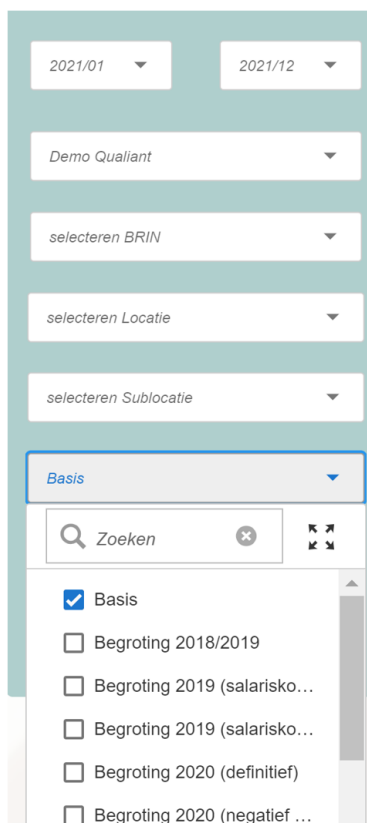 2021/01 2021/12
Demo Qualiant
selecteren BRIN
selecteren Locatie
selecteren Sublocatie
Basis
Zoeken
Basis
Begroting 2018/2019
Begroting 2019 (salarisko...
Begroting 2019 (salarisko...
Begroting 2020 (definitief)
Begroting 2020 (negatief ...